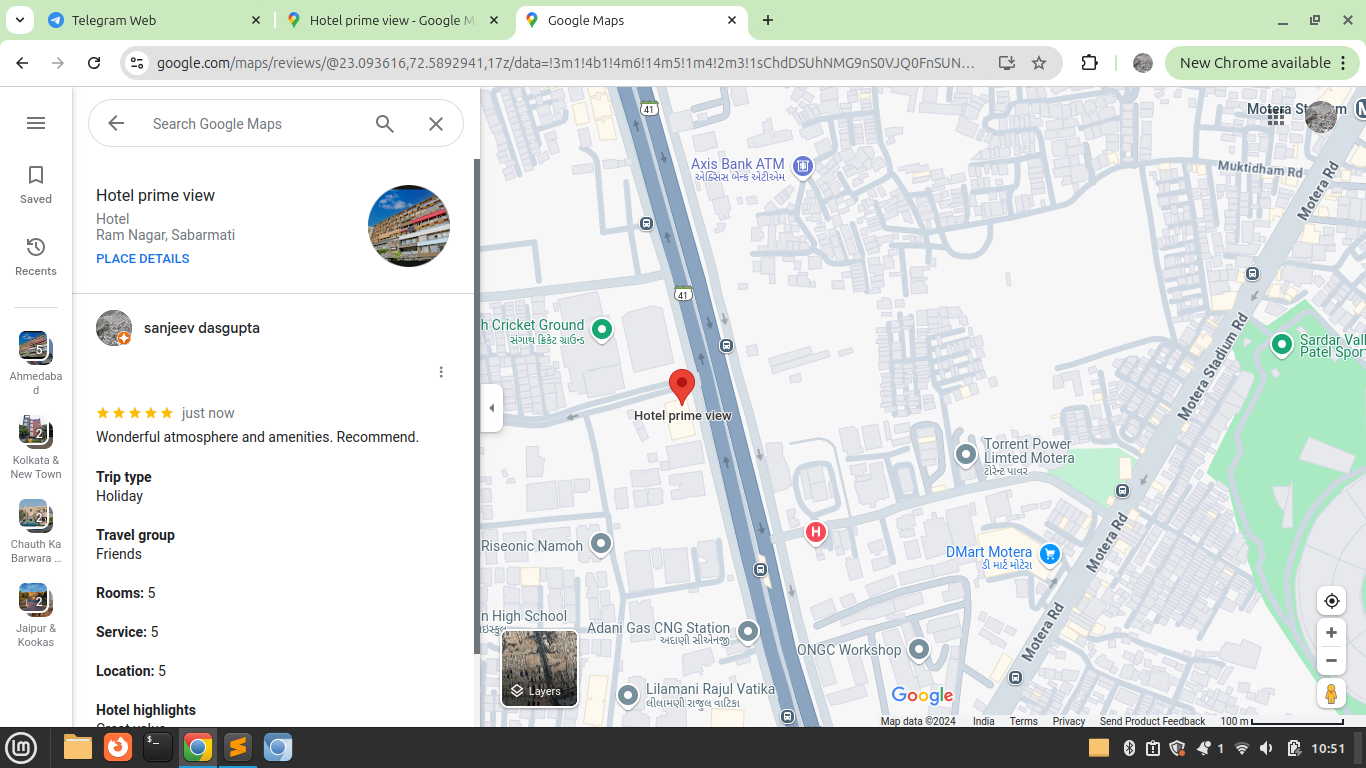 Telegram Web
Hotel prime view - Google M
Google Maps
google.com/maps/reviews/@23.093616,72.5892941,17z/data=!3m1!4b1!4m6!14m5!1m4!2m3!1sChdDSUhNMG9nS0VJQ0FnSUN…
New Chrome available
Search Google Maps
Saved
Recents
5
Ahmedaba
d
2
Kolkata &
New Town
2
Chauth Ka
Barwara ...
2
Jaipur &
Kookas
Hotel prime view
Hotel
Ram Nagar, Sabarmati
PLACE DETAILS
sanjeev dasgupta
just now
Wonderful atmosphere and amenities. Recommend.
Trip type
Holiday
Travel group
Friends
Rooms: 5
Service: 5
Location: 5
Hotel highlights
Great value
41
Motera Stadium
Axis Bank ATM
એક્સિસ બેન્ક એટીએમ
Muktidham Rd
Motera Rd
41
h Cricket Ground
સંગાથ ક્રિકેટ ગ્રાઉન્ડ
Sardar Vall
Patel Spor
Motera Stadium Rd
Hotel prime view
Torrent Power
Limted Motera
ટોરેન્ટ પાવર
H
Riseonic Namoh
DMart Motera
ડી માર્ટ મોટેરા
Motera Rd
n High School
Adani Gas CNG Station
અદાણી સીએનજી
Motera Rd
ONGC Workshop
Layers
Lilamani Rajul Vatika
લીલામણી રાજુલ વાટિકા
Google
Map data ©2024
India
Terms
Privacy
Send Product Feedback
100 m
1
10:51